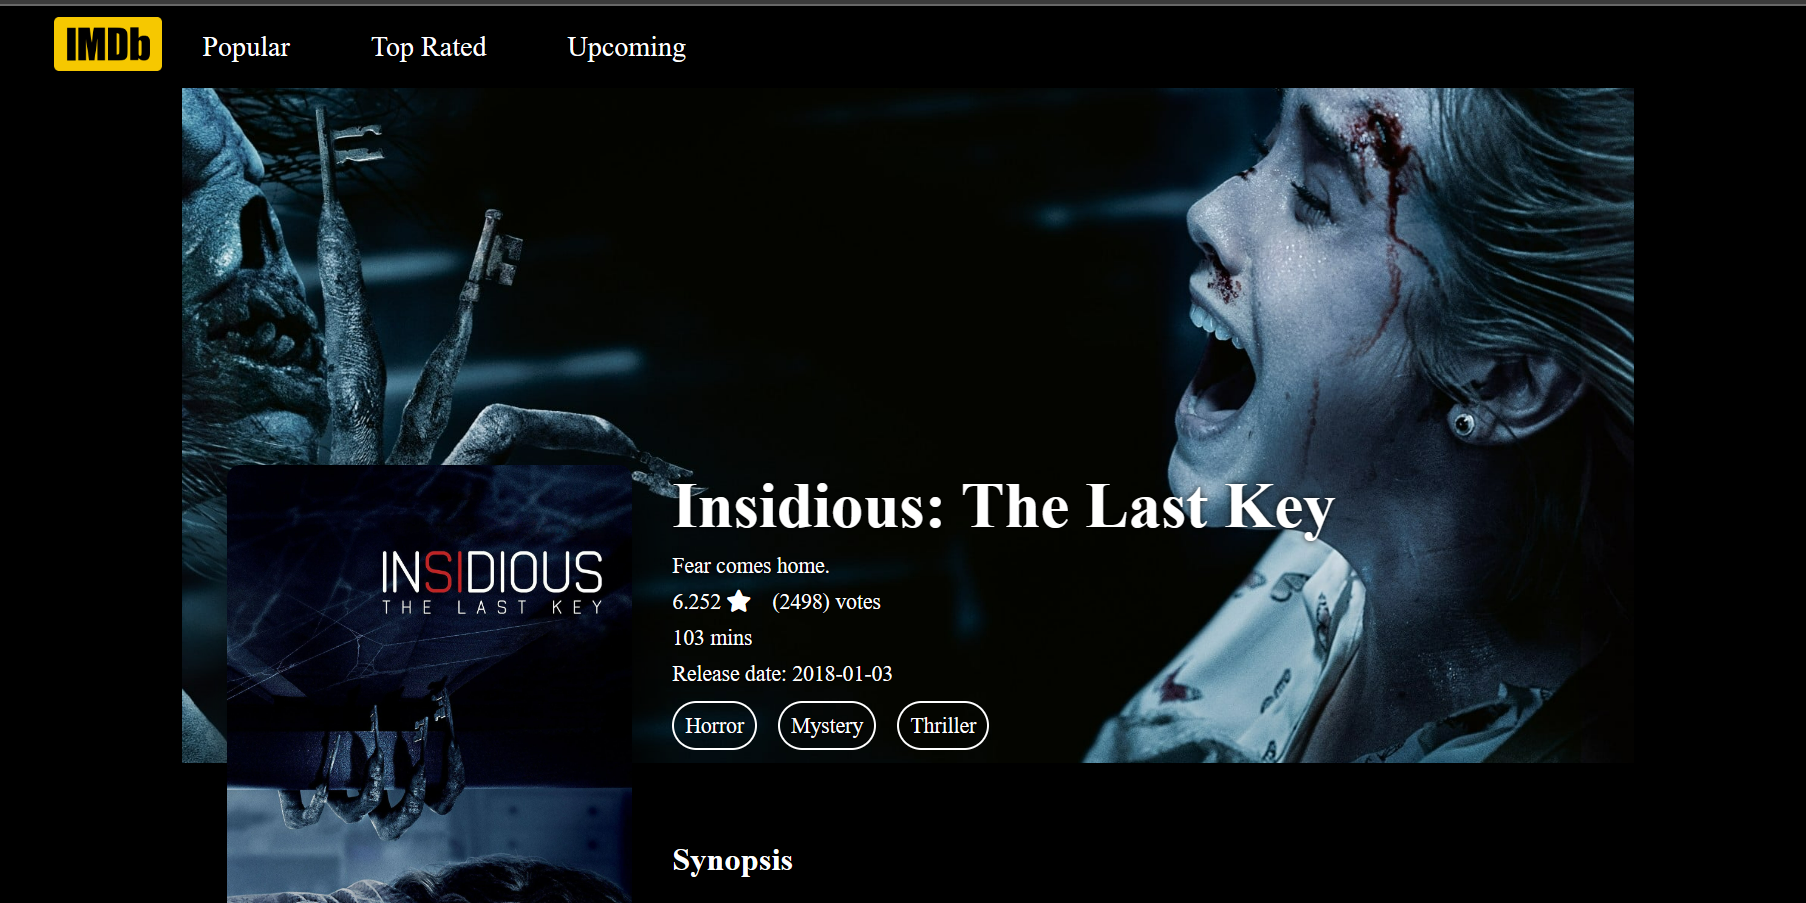 IMDb
Popular
Top Rated
Upcoming
INSIDIOUS
THE LAST KEY
Insidious: The Last Key
Fear comes home.
6.252 (2498) votes
103 mins
Release date: 2018-01-03
Horror
Mystery
Thriller
Synopsis